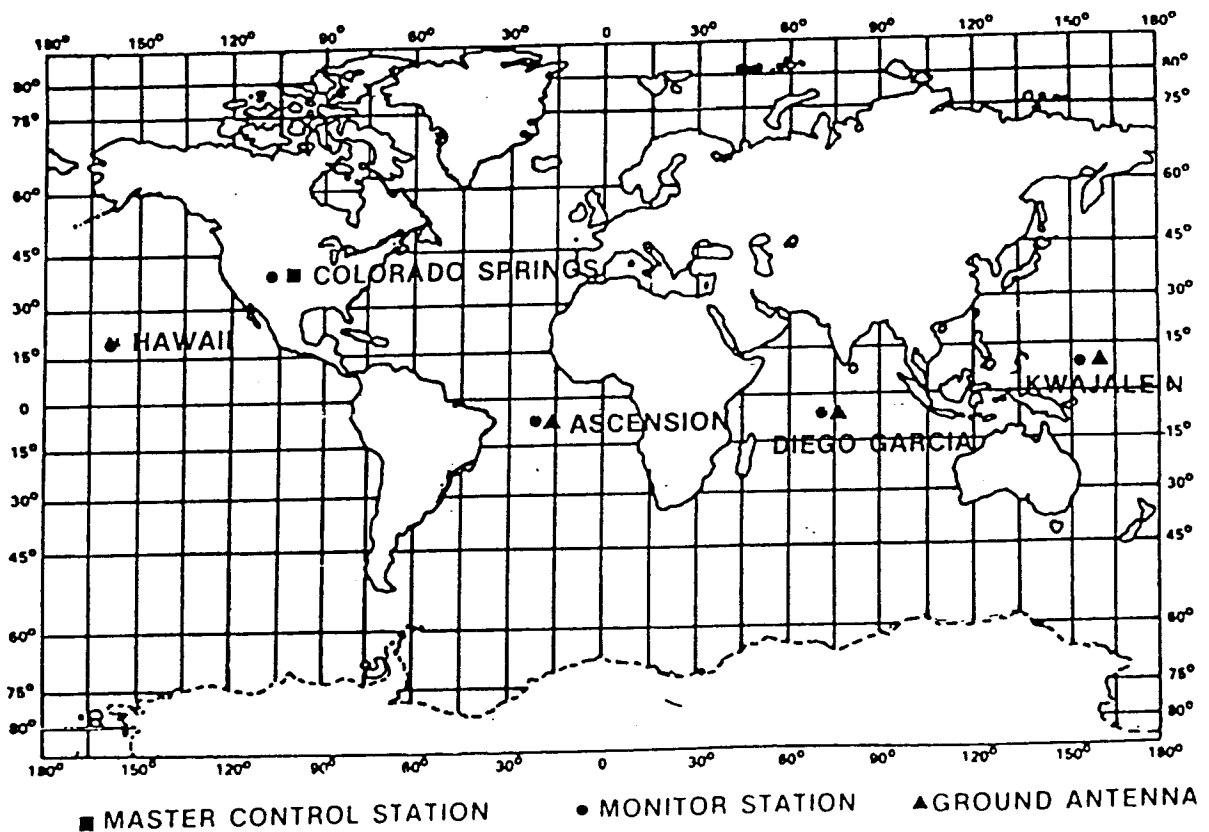 180° 150° 120° 90° 60° 30° 0 30° 60° 90° 120° 150° 180°
80° 80°
75° 75°
60° 60°
45° 45°
COLORADO SPRINGS
30° 30°
HAWAII
15° 15°
KWAJALEIN
0
ASCENSION
15° 15°
DIEGO GARCIA
30° 30°
45° 45°
60° 60°
75° 75°
80° 80°
180° 150° 120° 90° 60° 30° 0 30° 60° 90° 120° 150° 180°
■ MASTER CONTROL STATION ● MONITOR STATION ▲ GROUND ANTENNA